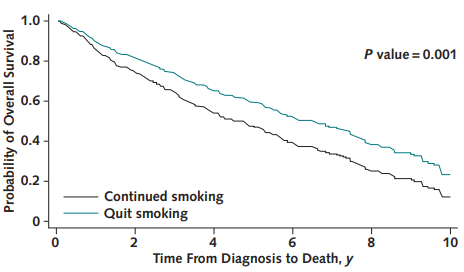 Probability of Overall Survival
1.0
0.8
0.6
0.4
0.2
0
P value = 0.001
Continued smoking
Quit smoking
0 2 4 6 8 10
Time From Diagnosis to Death, y